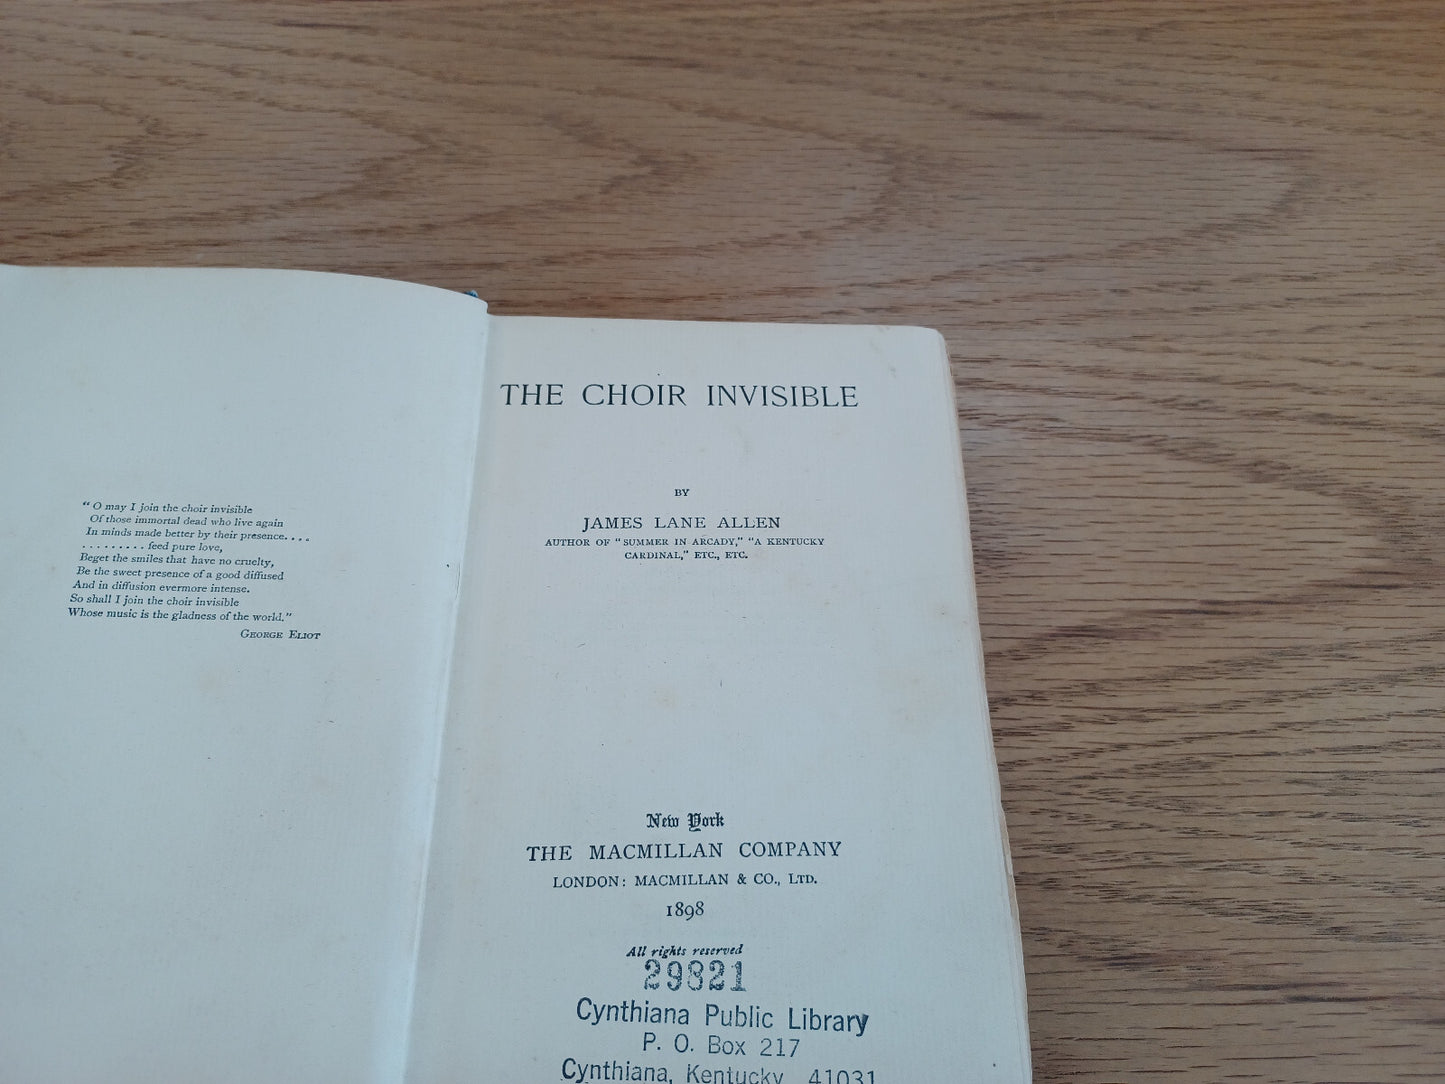 “ O may I join the choir invisible
Of those immortal dead who live again
In minds made better by their presence. . . .
. . . . . . . . . feed pure love,
Beget the smiles that have no cruelty,
Be the sweet presence of a good diffused
And in diffusion evermore intense.
So shall I join the choir invisible
Whose music is the gladness of the world.”
GEORGE ELIOT
THE CHOIR INVISIBLE
BY
JAMES LANE ALLEN
AUTHOR OF “SUMMER IN ARCADY,” “A KENTUCKY
CARDINAL,” ETC., ETC.
New York
THE MACMILLAN COMPANY
LONDON: MACMILLAN & CO., LTD.
1898
All rights reserved
29821
Cynthiana Public Library
P. O. Box 217
Cynthiana, Kentucky 41031